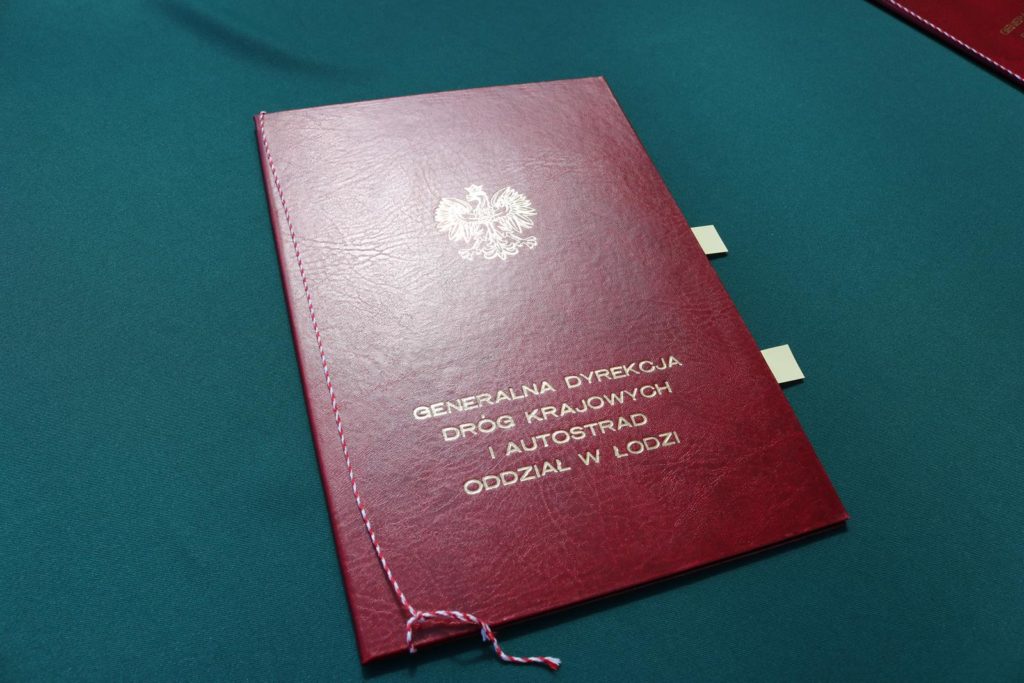 GENERALNA DYREKCJA
DRÓG KRAJOWYCH
I AUTOSTRAD
ODDZIAŁ W ŁODZI